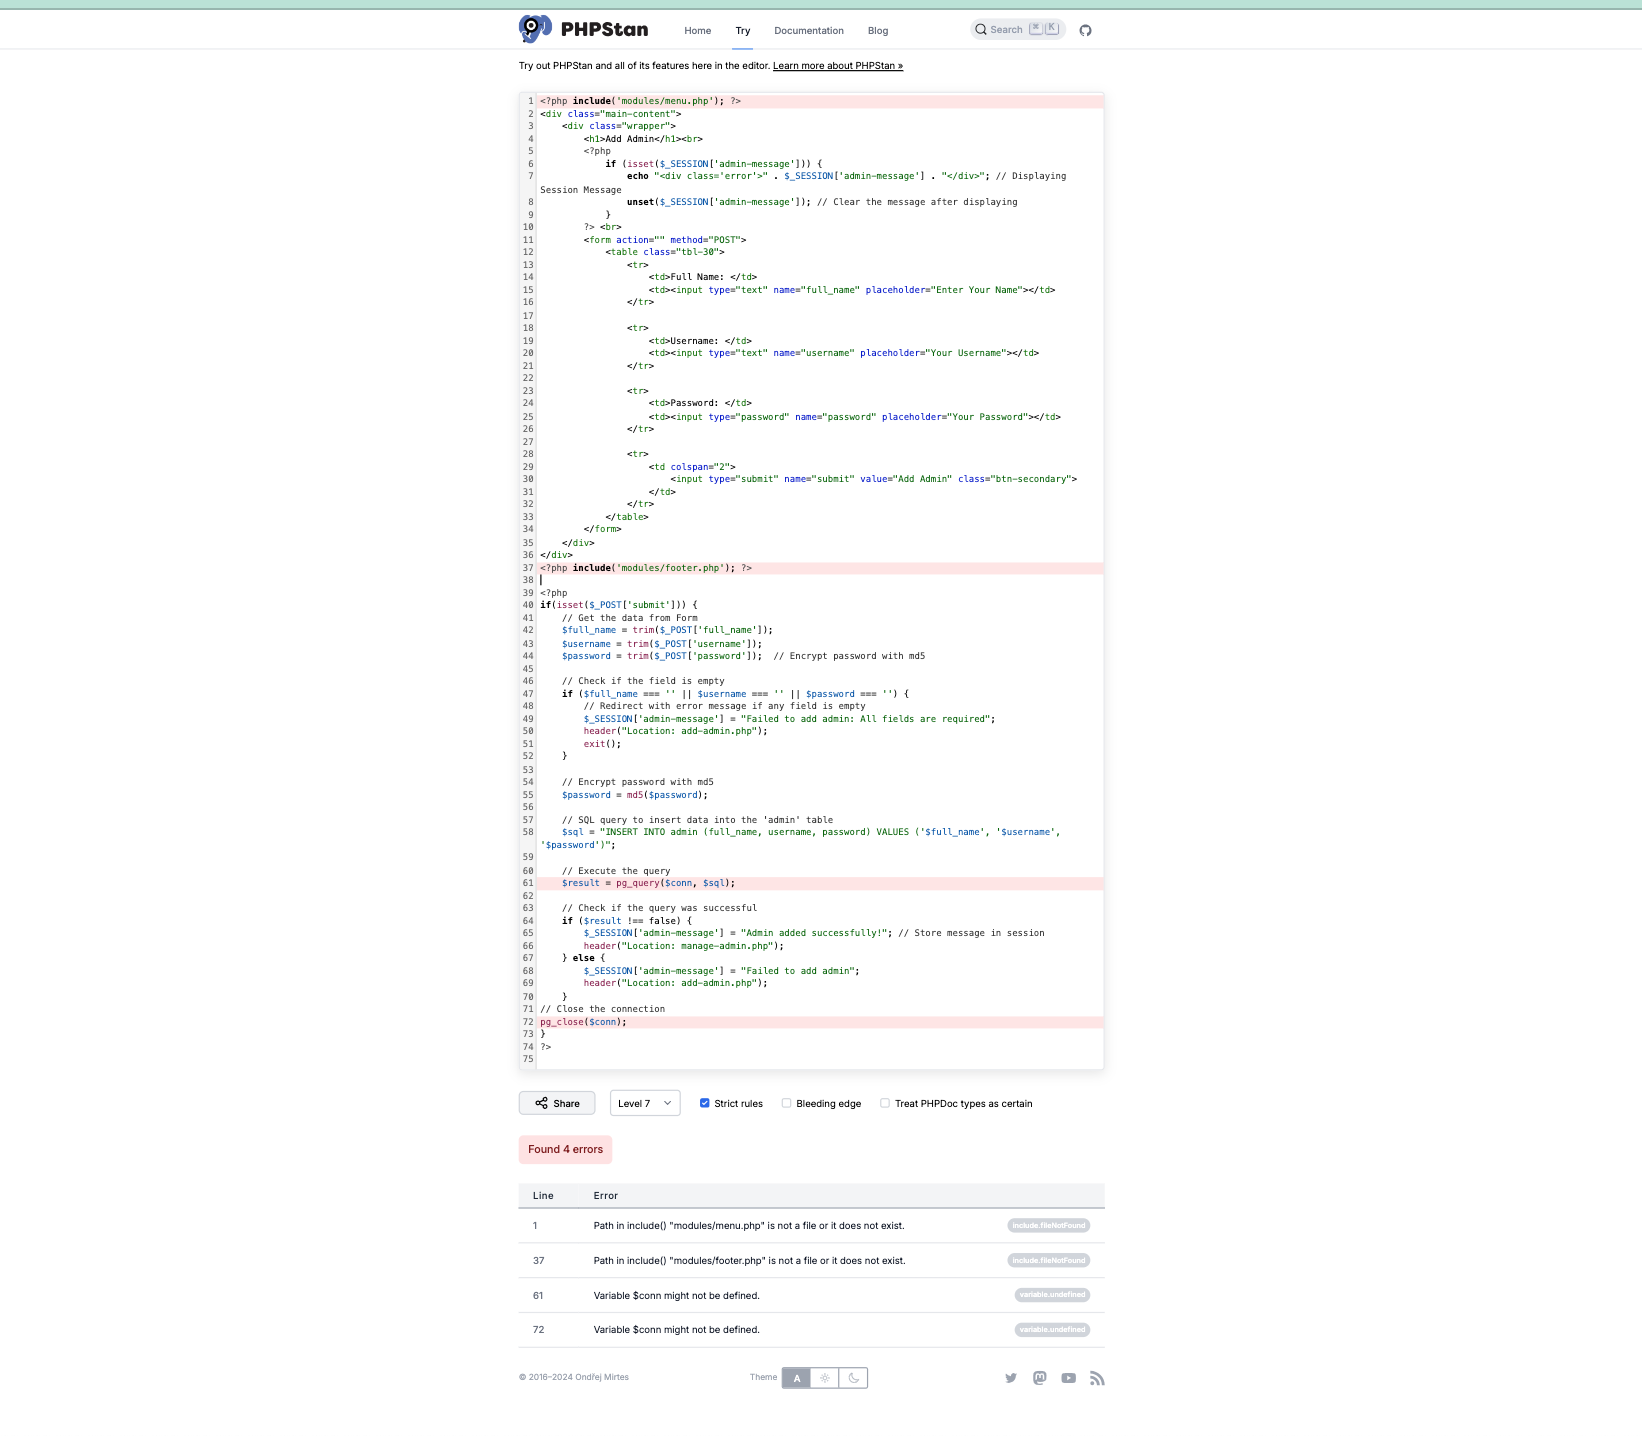 PHPStan
Home Try Documentation Blog
Search ⌘ K
Try out PHPStan and all of its features here in the editor. Learn more about PHPStan »
1 <?php include('modules/menu.php'); ?>
2 <div class="main-content">
3     <div class="wrapper">
4         <h1>Add Admin</h1><br>
5         <?php
6             if (isset($_SESSION['admin-message'])) {
7                 echo "<div class='error'>" . $_SESSION['admin-message'] . "</div>"; // Displaying
Session Message
8                 unset($_SESSION['admin-message']); // Clear the message after displaying
9             }
10         ?> <br>
11         <form action="" method="POST">
12             <table class="tbl-30">
13                 <tr>
14                     <td>Full Name: </td>
15                     <td><input type="text" name="full_name" placeholder="Enter Your Name"></td>
16                 </tr>
17
18                 <tr>
19                     <td>Username: </td>
20                     <td><input type="text" name="username" placeholder="Your Username"></td>
21                 </tr>
22
23                 <tr>
24                     <td>Password: </td>
25                     <td><input type="password" name="password" placeholder="Your Password"></td>
26                 </tr>
27
28                 <tr>
29                     <td colspan="2">
30                         <input type="submit" name="submit" value="Add Admin" class="btn-secondary">
31                     </td>
32                 </tr>
33             </table>
34         </form>
35     </div>
36 </div>
37 <?php include('modules/footer.php'); ?>
38
39 <?php
40 if(isset($_POST['submit'])) {
41     // Get the data from Form
42     $full_name = trim($_POST['full_name']);
43     $username = trim($_POST['username']);
44     $password = trim($_POST['password']);  // Encrypt password with md5
45
46     // Check if the field is empty
47     if ($full_name === '' || $username === '' || $password === '') {
48         // Redirect with error message if any field is empty
49         $_SESSION['admin-message'] = "Failed to add admin: All fields are required";
50         header("Location: add-admin.php");
51         exit();
52     }
53
54     // Encrypt password with md5
55     $password = md5($password);
56
57     // SQL query to insert data into the 'admin' table
58     $sql = "INSERT INTO admin (full_name, username, password) VALUES ('$full_name', '$username',
'$password')";
59
60     // Execute the query
61     $result = pg_query($conn, $sql);
62
63     // Check if the query was successful
64     if ($result !== false) {
65         $_SESSION['admin-message'] = "Admin added successfully!"; // Store message in session
66         header("Location: manage-admin.php");
67     } else {
68         $_SESSION['admin-message'] = "Failed to add admin";
69         header("Location: add-admin.php");
70     }
71 // Close the connection
72 pg_close($conn);
73 }
74 ?>
75
Share Level 7 Strict rules Bleeding edge Treat PHPDoc types as certain
Found 4 errors
Line Error
1 Path in include() "modules/menu.php" is not a file or it does not exist. include.fileNotFound
37 Path in include() "modules/footer.php" is not a file or it does not exist. include.fileNotFound
61 Variable $conn might not be defined. variable.undefined
72 Variable $conn might not be defined. variable.undefined
© 2016–2024 Ondřej Mirtes Theme A